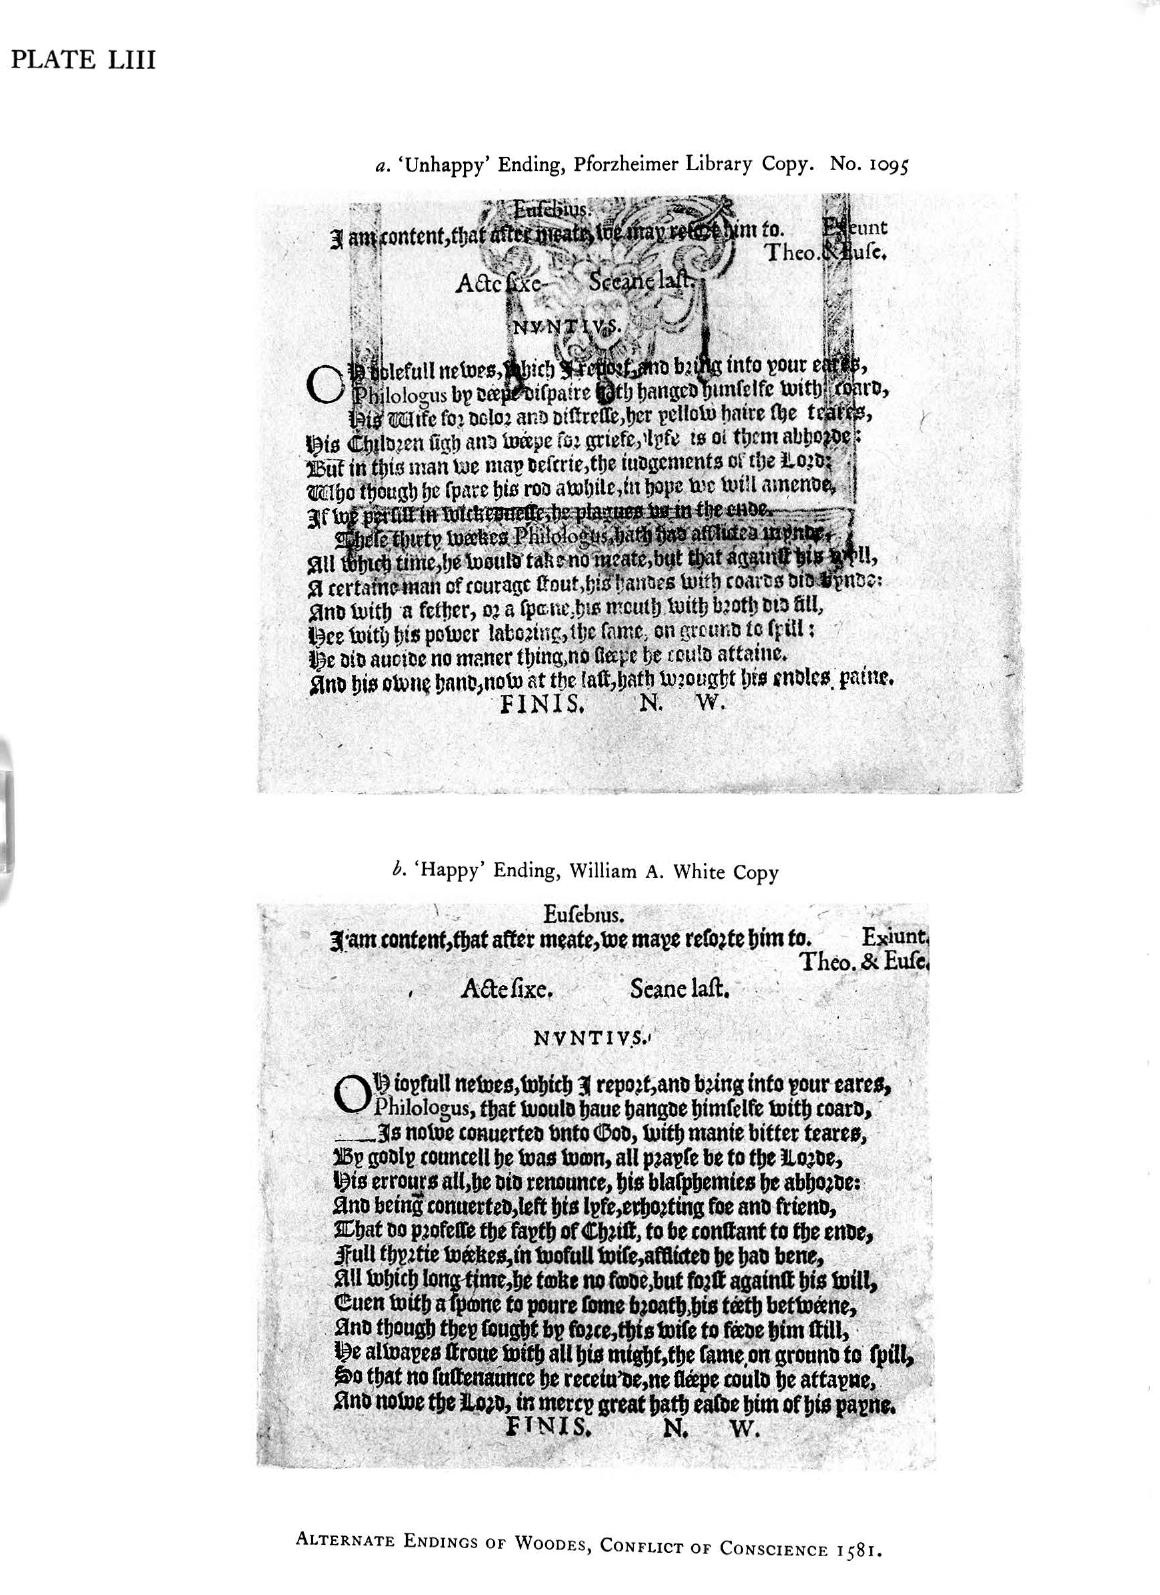 PLATE LIII
a. ‘Unhappy’ Ending, Pforzheimer Library Copy. No. 1095
Euſebius.
I am content,that after meate,we may reſort him to. Exeunt
Theo.& Euſe.
Acte ſixe Sceane laſt.
NVNTIVS.
OH dolefull newes,which I report,and bring into your eares,
Philologus by deepe diſpaire hath hanged himſelfe with coard,
His Wife for dolor and diſtreſſe,her yellow haire ſhe teares,
His Children ſigh and weepe for griefe,lyfe is of them abhorde:
But in this man we may deſcrie,the iudgements of the Lord:
Who though he ſpare his rod awhile,in hope we will amende,
If we perſiſt in wickedneſſe,he plagues us in the ende.
Theſe thirty weekes Philologus,hath had afflicted mynde,
All which time,he would take no meate,but that againſt his will,
A certaine man of courage ſtout,his handes with coards did bynde:
And with a fether, or a ſpone,his mouth with broth did fill,
Hee with his power laboring,the ſame, on ground to ſpill :
He did auoide no maner thing,no ſleepe he could attaine.
And his owne hand,now at the laſt,hath wrought his endles paine.
FINIS. N. W.
b. ‘Happy’ Ending, William A. White Copy
Euſebius.
I am content,that after meate,we maye reſorte him to. Exiunt.
Theo. & Euſe.
Acte ſixe. Sceane laſt.
NVNTIVS.
OH ioyfull newes,which I report,and bring into your eares,
Philologus, that would haue hangde himſelfe with coard,
Is nowe conuerted vnto God, with manie bitter teares,
By godly councell he was woon, all prayſe be to the Lorde,
His errours all,he did renounce, his blaſphemies he abhorde:
And being conuerted,left his lyfe,exhorting foe and friend,
That do profeſſe the fayth of Chriſt, to be conſtant to the ende,
Full thyrtie weekes,in woefull wiſe,afflicted he had bene,
All which long time,he tooke no foode,but forſt againſt his will,
Euen with a ſpoone to poure ſome broath,his teeth betweene,
And though they ſought by force,this wiſe to feede him ſtill,
He alwayes ſtroue with all his might,the ſame,on ground to ſpill,
So that no ſuſtenaunce he receiu'de,ne ſleepe could he attayne,
And nowe the Lord, in mercy great hath eaſde him of his payne.
FINIS. N. W.
ALTERNATE ENDINGS OF WOODES, CONFLICT OF CONSCIENCE 1581.